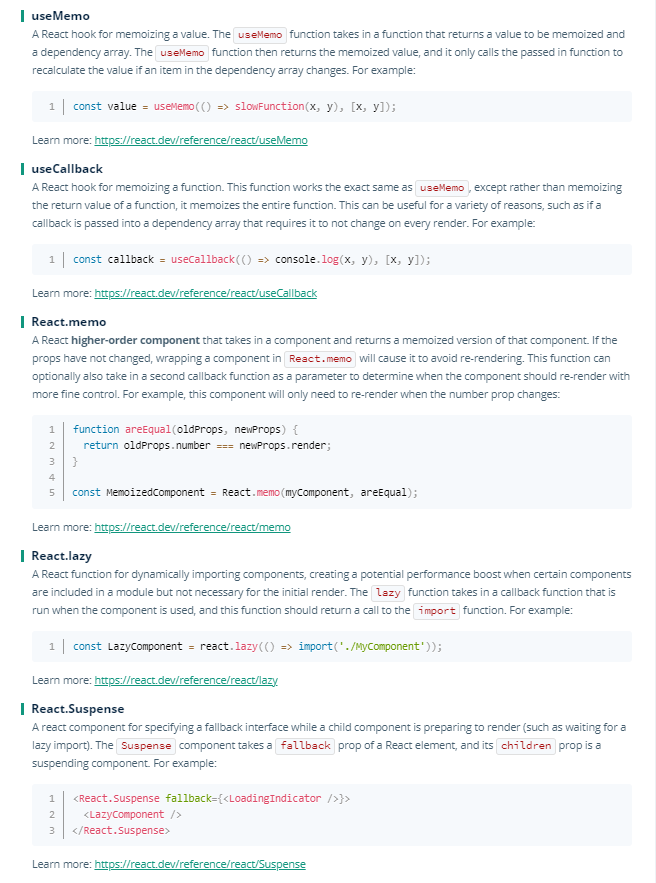 useMemo
A React hook for memoizing a value. The useMemo function takes in a function that returns a value to be memoized and
a dependency array. The useMemo function then returns the memoized value, and it only calls the passed in function to
recalculate the value if an item in the dependency array changes. For example:
1 const value = useMemo(() => slowFunction(x, y), [x, y]);
Learn more: https://react.dev/reference/react/useMemo
useCallback
A React hook for memoizing a function. This function works the exact same as useMemo, except rather than memoizing
the return value of a function, it memoizes the entire function. This can be useful for a variety of reasons, such as if a
callback is passed into a dependency array that requires it to not change on every render. For example:
1 const callback = useCallback(() => console.log(x, y), [x, y]);
Learn more: https://react.dev/reference/react/useCallback
React.memo
A React higher-order component that takes in a component and returns a memoized version of that component. If the
props have not changed, wrapping a component in React.memo will cause it to avoid re-rendering. This function can
optionally also take in a second callback function as a parameter to determine when the component should re-render with
more fine control. For example, this component will only need to re-render when the number prop changes:
1 function areEqual(oldProps, newProps) {
2   return oldProps.number === newProps.render;
3 }
4
5 const MemoizedComponent = React.memo(myComponent, areEqual);
Learn more: https://react.dev/reference/react/memo
React.lazy
A React function for dynamically importing components, creating a potential performance boost when certain components
are included in a module but not necessary for the initial render. The lazy function takes in a callback function that is
run when the component is used, and this function should return a call to the import function. For example:
1 const LazyComponent = react.lazy(() => import('./MyComponent'));
Learn more: https://react.dev/reference/react/lazy
React.Suspense
A react component for specifying a fallback interface while a child component is preparing to render (such as waiting for a
lazy import). The Suspense component takes a fallback prop of a React element, and its children prop is a
suspending component. For example:
1 <React.Suspense fallback={<LoadingIndicator />}>
2   <LazyComponent />
3 </React.Suspense>
Learn more: https://react.dev/reference/react/Suspense